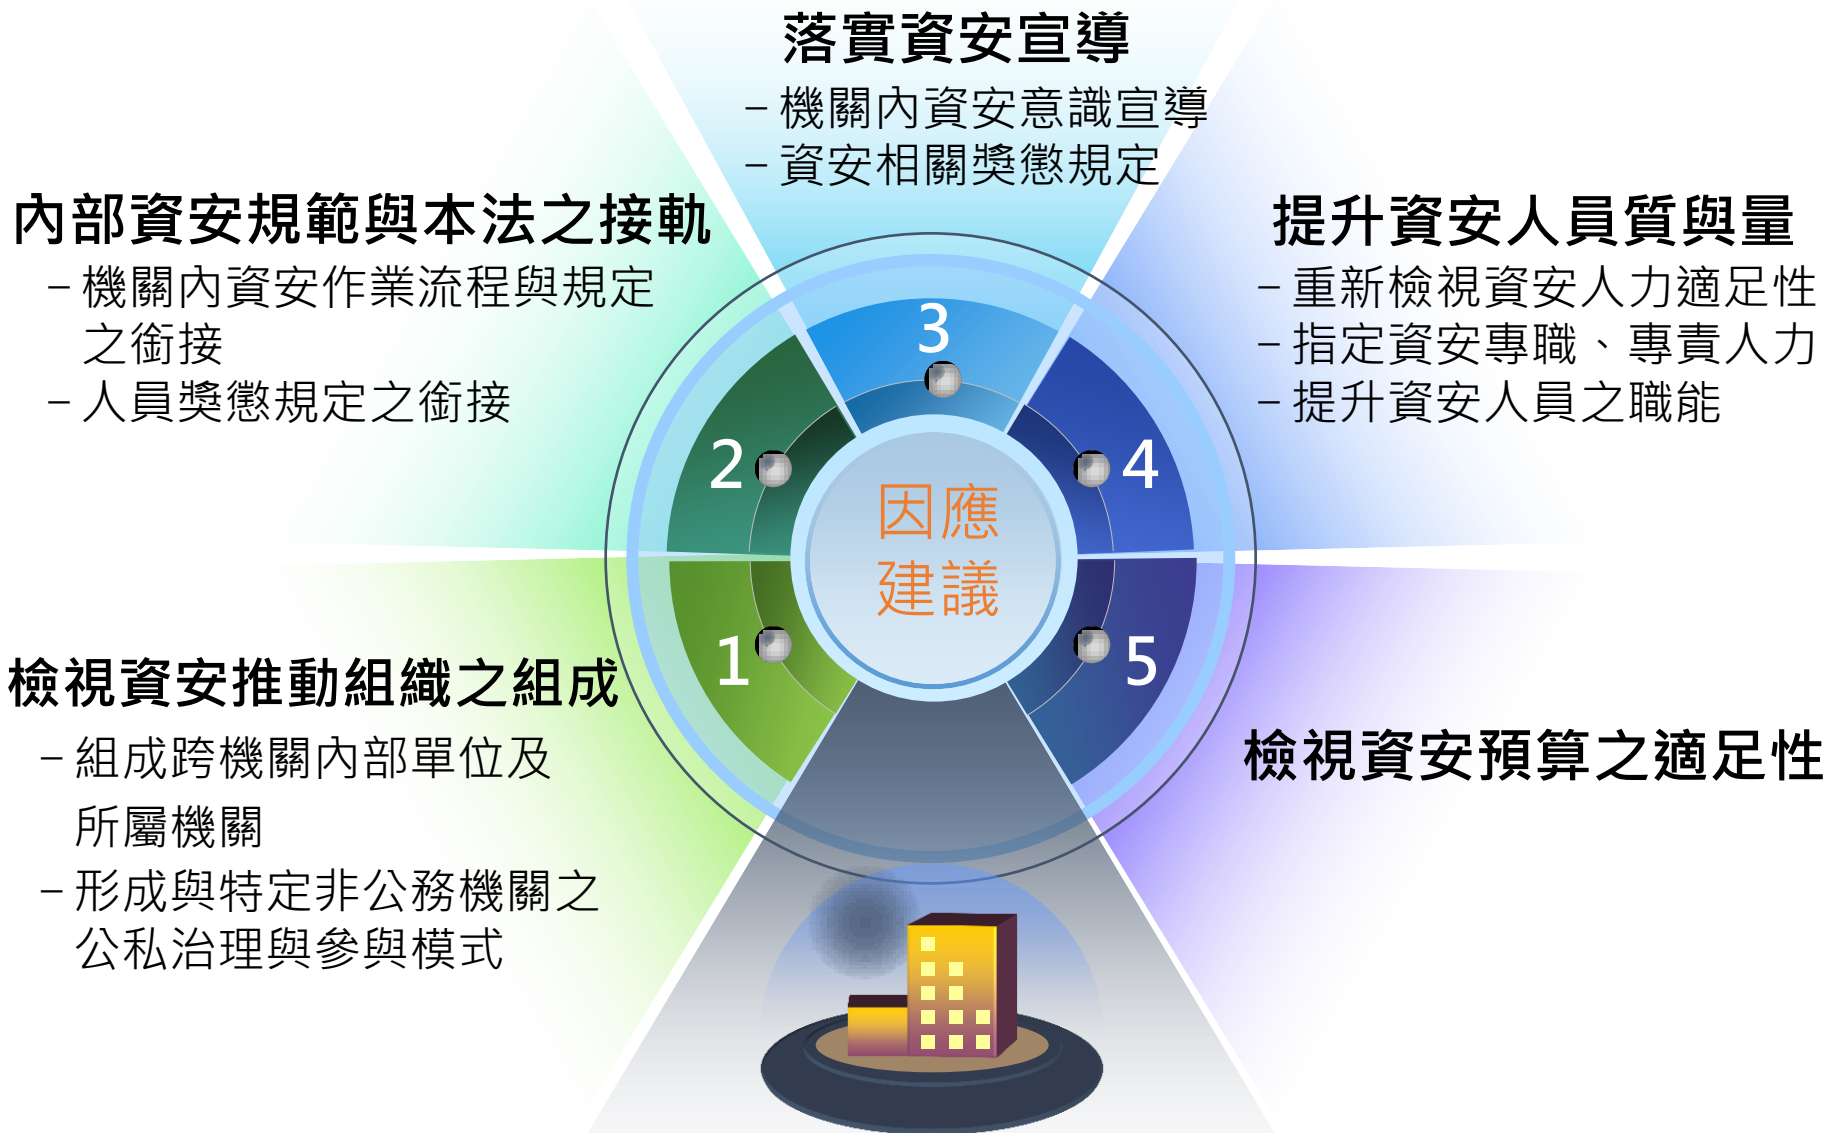 落實資安宣導
－機關內資安意識宣導
－資安相關獎懲規定
內部資安規範與本法之接軌
－機關內資安作業流程與規定
之銜接
－人員獎懲規定之銜接
提升資安人員質與量
－重新檢視資安人力適足性
－指定資安專職、專責人力
－提升資安人員之職能
3
2
4
因應
建議
1
5
檢視資安推動組織之組成
－組成跨機關內部單位及
所屬機關
－形成與特定非公務機關之
公私治理與參與模式
檢視資安預算之適足性